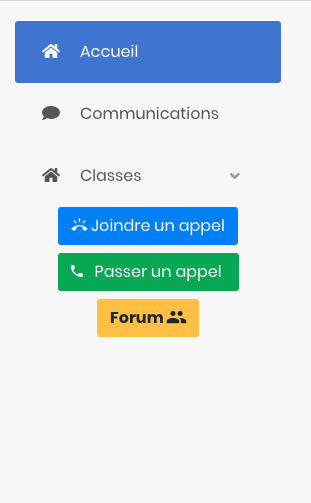 Accueil
Communications
Classes
Joindre un appel
Passer un appel
Forum